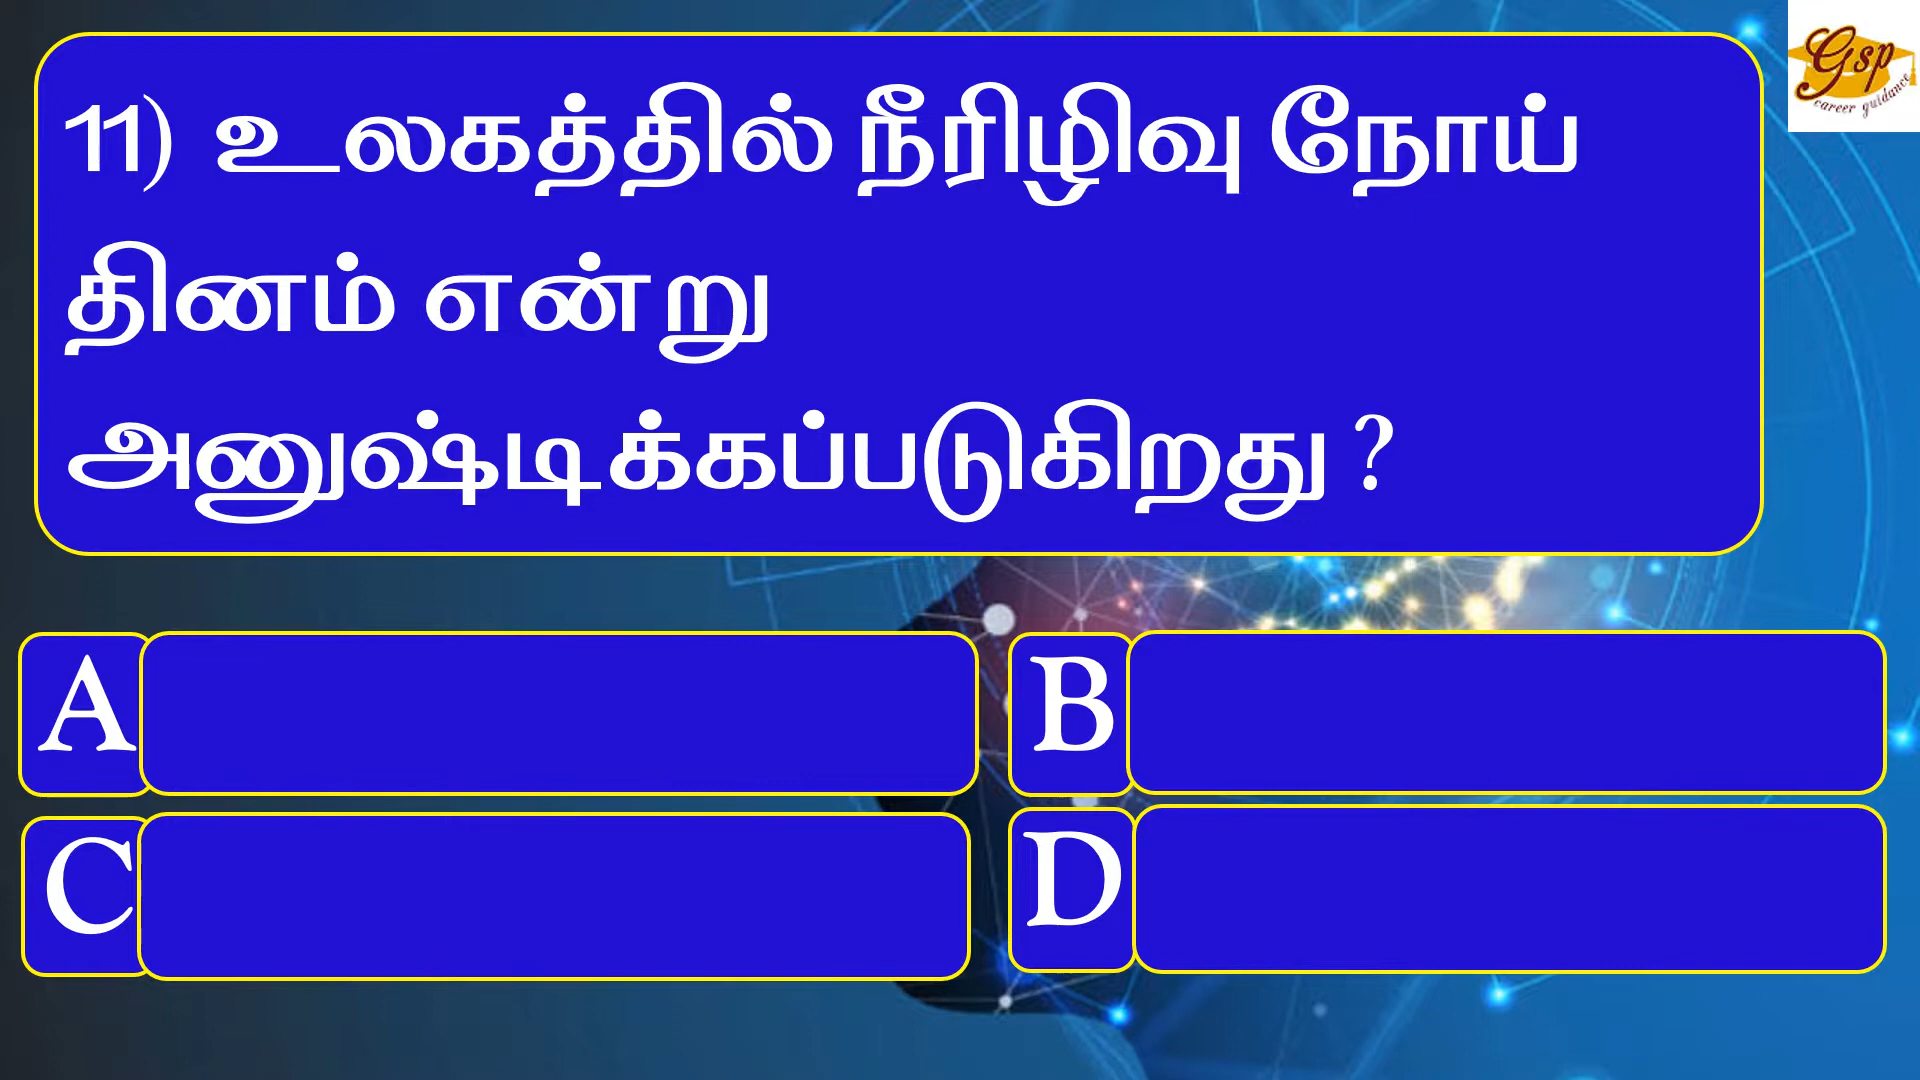 Gsp
career guidance
11) உலகத்தில் நீரிழிவு நோய்
தினம் என்று
அனுஷ்டிக்கப்படுகிறது ?
A
B
C
D